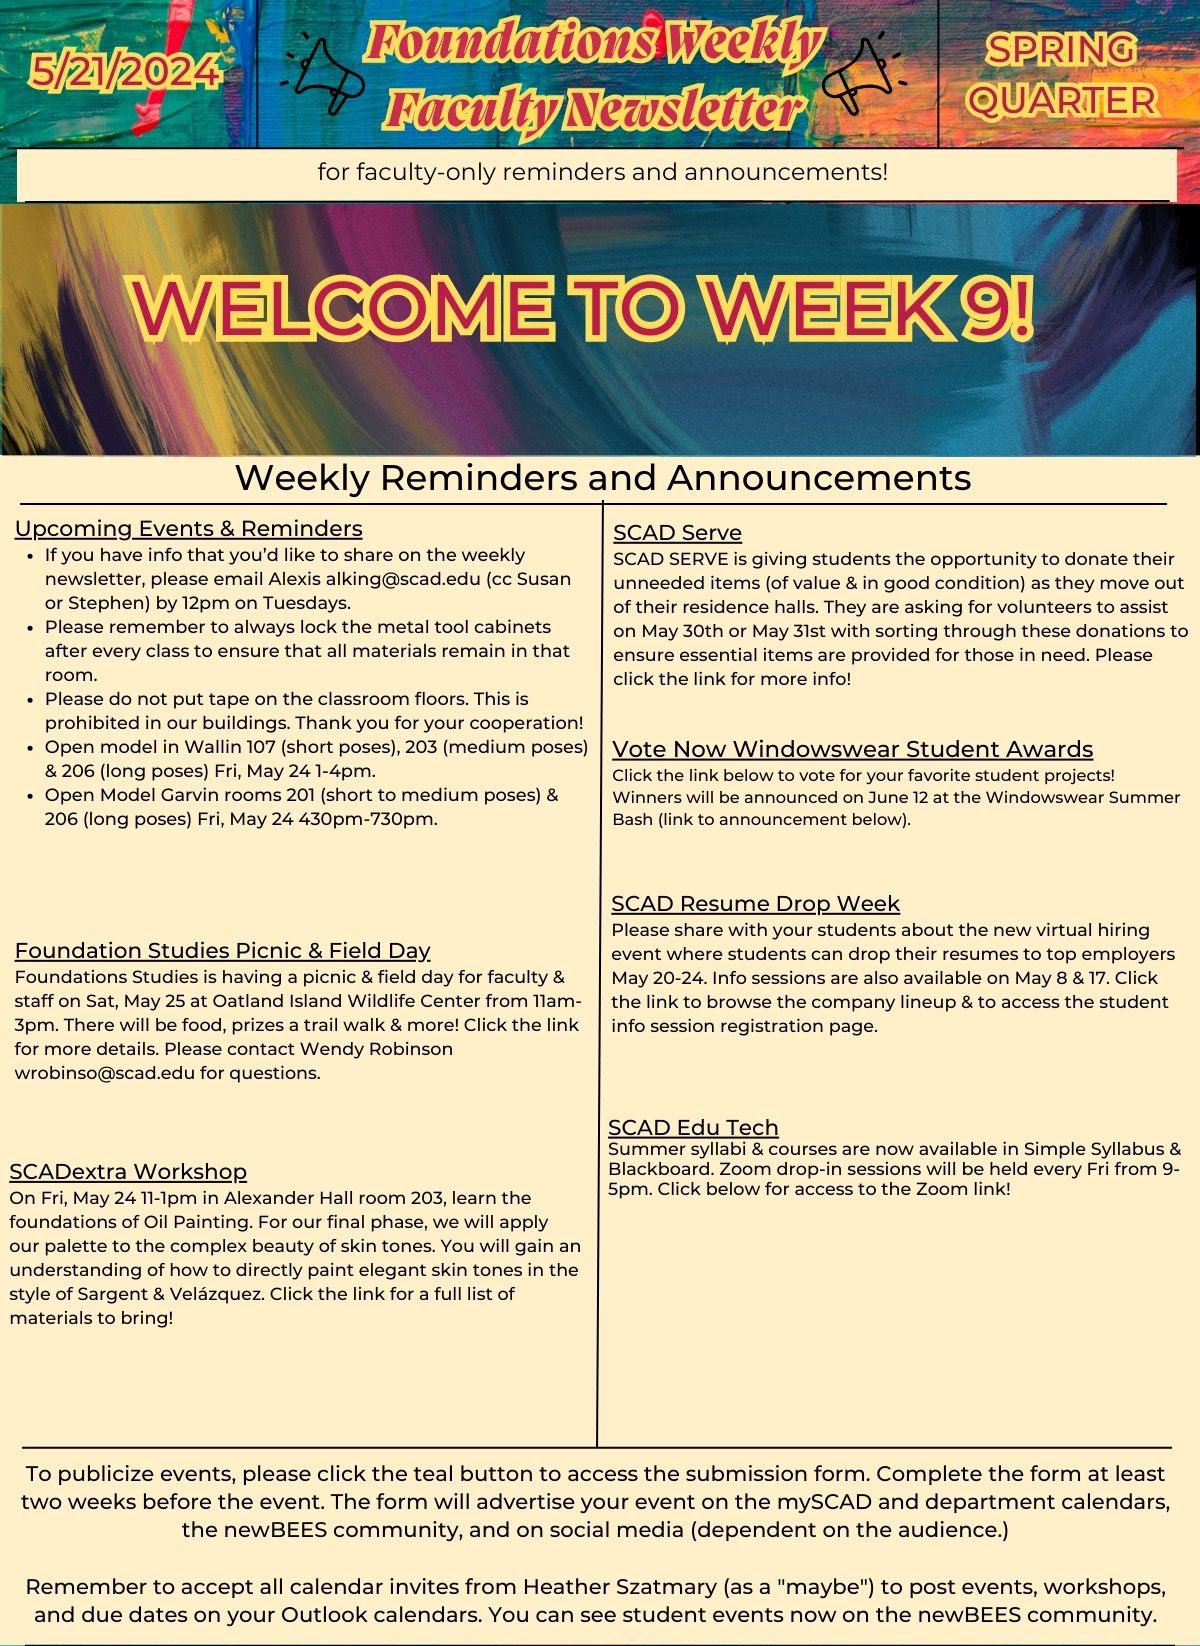 5/21/2024
Foundations Weekly
Faculty Newsletter
SPRING
QUARTER
for faculty-only reminders and announcements!
WELCOME TO WEEK 9!
Weekly Reminders and Announcements
Upcoming Events & Reminders
• If you have info that you’d like to share on the weekly
newsletter, please email Alexis alking@scad.edu (cc Susan
or Stephen) by 12pm on Tuesdays.
• Please remember to always lock the metal tool cabinets
after every class to ensure that all materials remain in that
room.
• Please do not put tape on the classroom floors. This is
prohibited in our buildings. Thank you for your cooperation!
• Open model in Wallin 107 (short poses), 203 (medium poses)
& 206 (long poses) Fri, May 24 1-4pm.
• Open Model Garvin rooms 201 (short to medium poses) &
206 (long poses) Fri, May 24 430pm-730pm.
Foundation Studies Picnic & Field Day
Foundations Studies is having a picnic & field day for faculty &
staff on Sat, May 25 at Oatland Island Wildlife Center from 11am-
3pm. There will be food, prizes a trail walk & more! Click the link
for more details. Please contact Wendy Robinson
wrobinso@scad.edu for questions.
SCADextra Workshop
On Fri, May 24 11-1pm in Alexander Hall room 203, learn the
foundations of Oil Painting. For our final phase, we will apply
our palette to the complex beauty of skin tones. You will gain an
understanding of how to directly paint elegant skin tones in the
style of Sargent & Velázquez. Click the link for a full list of
materials to bring!
SCAD Serve
SCAD SERVE is giving students the opportunity to donate their
unneeded items (of value & in good condition) as they move out
of their residence halls. They are asking for volunteers to assist
on May 30th or May 31st with sorting through these donations to
ensure essential items are provided for those in need. Please
click the link for more info!
Vote Now Windowswear Student Awards
Click the link below to vote for your favorite student projects!
Winners will be announced on June 12 at the Windowswear Summer
Bash (link to announcement below).
SCAD Resume Drop Week
Please share with your students about the new virtual hiring
event where students can drop their resumes to top employers
May 20-24. Info sessions are also available on May 8 & 17. Click
the link to browse the company lineup & to access the student
info session registration page.
SCAD Edu Tech
Summer syllabi & courses are now available in Simple Syllabus &
Blackboard. Zoom drop-in sessions will be held every Fri from 9-
5pm. Click below for access to the Zoom link!
To publicize events, please click the teal button to access the submission form. Complete the form at least
two weeks before the event. The form will advertise your event on the mySCAD and department calendars,
the newBEES community, and on social media (dependent on the audience.)
Remember to accept all calendar invites from Heather Szatmary (as a "maybe") to post events, workshops,
and due dates on your Outlook calendars. You can see student events now on the newBEES community.